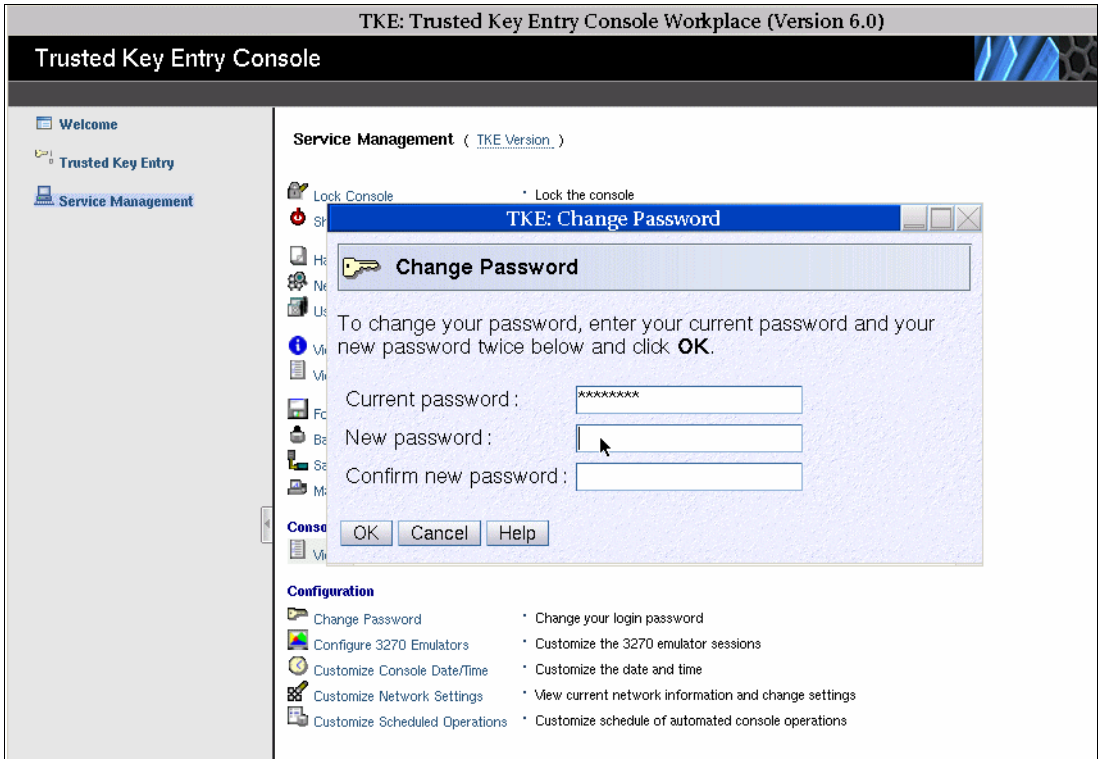 TKE: Trusted Key Entry Console Workplace (Version 6.0)
Trusted Key Entry Console
Welcome
Trusted Key Entry
Service Management
Service Management ( TKE Version )
Lock Console · Lock the console
TKE: Change Password
Change Password
To change your password, enter your current password and your
new password twice below and click OK.
Current password : ********
New password :
Confirm new password :
OK Cancel Help
Configuration
Change Password · Change your login password
Configure 3270 Emulators · Customize the 3270 emulator sessions
Customize Console Date/Time · Customize the date and time
Customize Network Settings · View current network information and change settings
Customize Scheduled Operations · Customize schedule of automated console operations